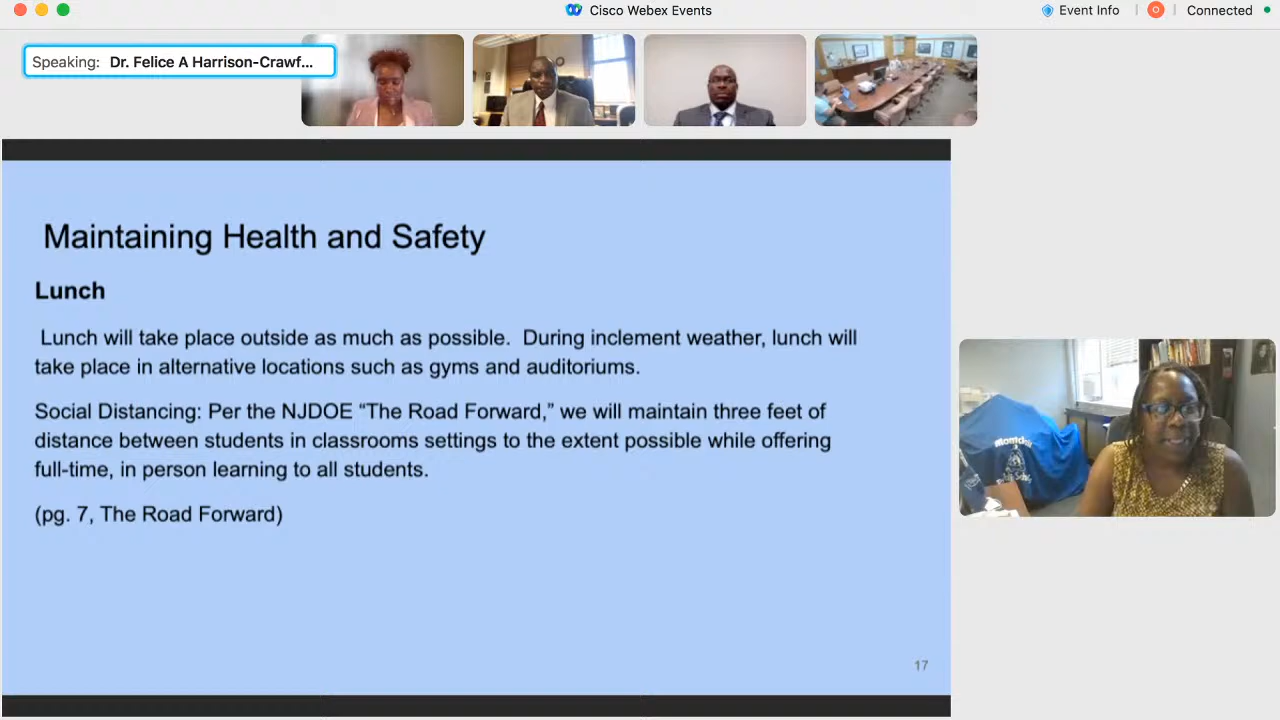 Cisco Webex Events
Event Info
Connected
Speaking: Dr. Felice A Harrison-Crawf...
Maintaining Health and Safety
Lunch
Lunch will take place outside as much as possible. During inclement weather, lunch will
take place in alternative locations such as gyms and auditoriums.
Social Distancing: Per the NJDOE “The Road Forward,” we will maintain three feet of
distance between students in classrooms settings to the extent possible while offering
full-time, in person learning to all students.
(pg. 7, The Road Forward)
17